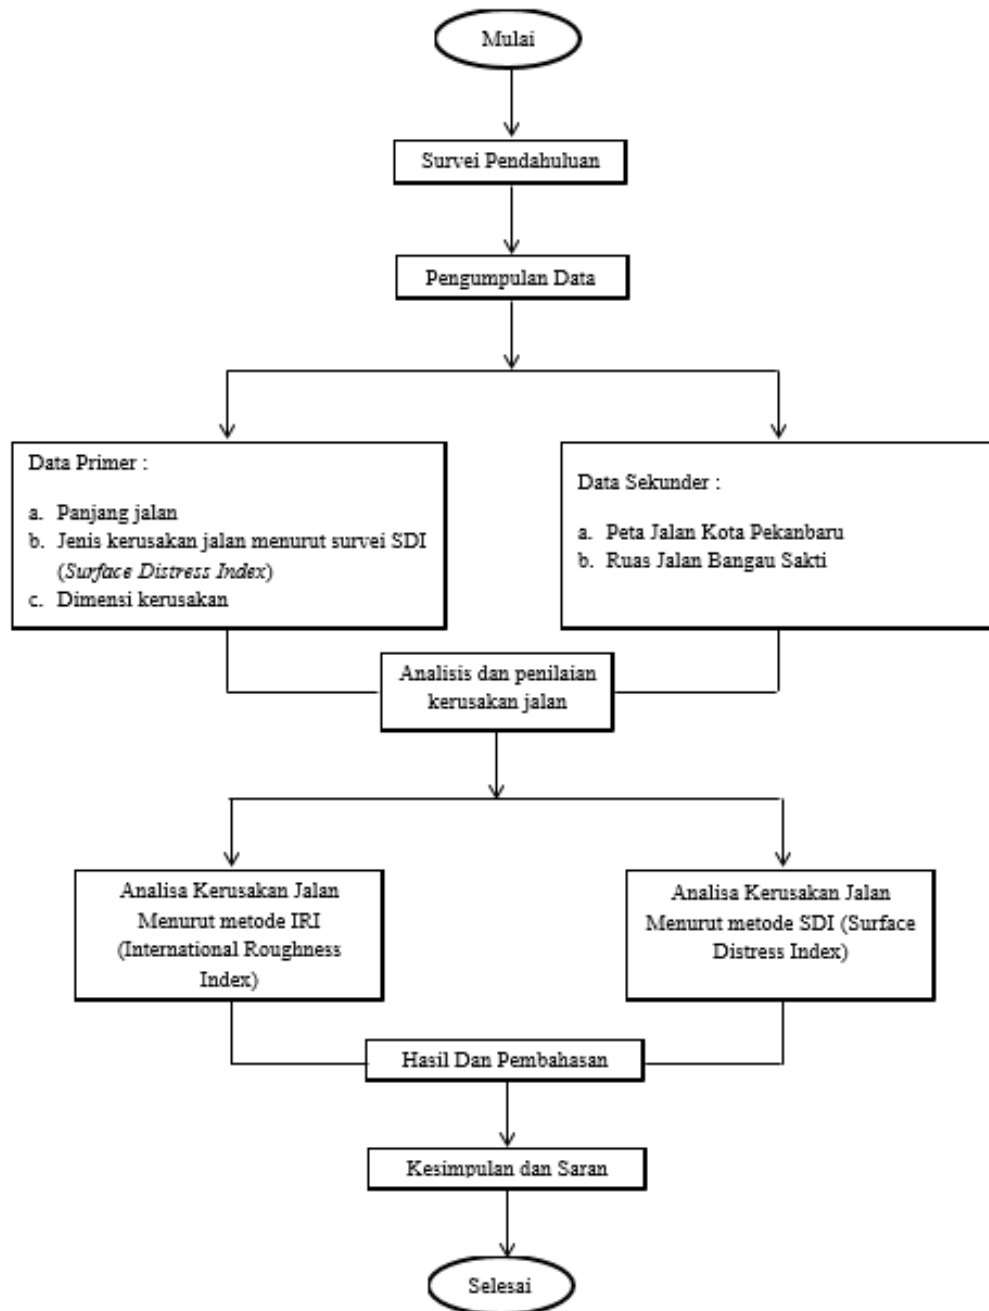 Mulai
Survei Pendahuluan
Pengumpulan Data
Data Primer :
a. Panjang jalan
b. Jenis kerusakan jalan menurut survei SDI
(Surface Distress Index)
c. Dimensi kerusakan
Data Sekunder :
a. Peta Jalan Kota Pekanbaru
b. Ruas Jalan Bangau Sakti
Analisis dan penilaian
kerusakan jalan
Analisa Kerusakan Jalan
Menurut metode IRI
(International Roughness
Index)
Analisa Kerusakan Jalan
Menurut metode SDI (Surface
Distress Index)
Hasil Dan Pembahasan
Kesimpulan dan Saran
Selesai